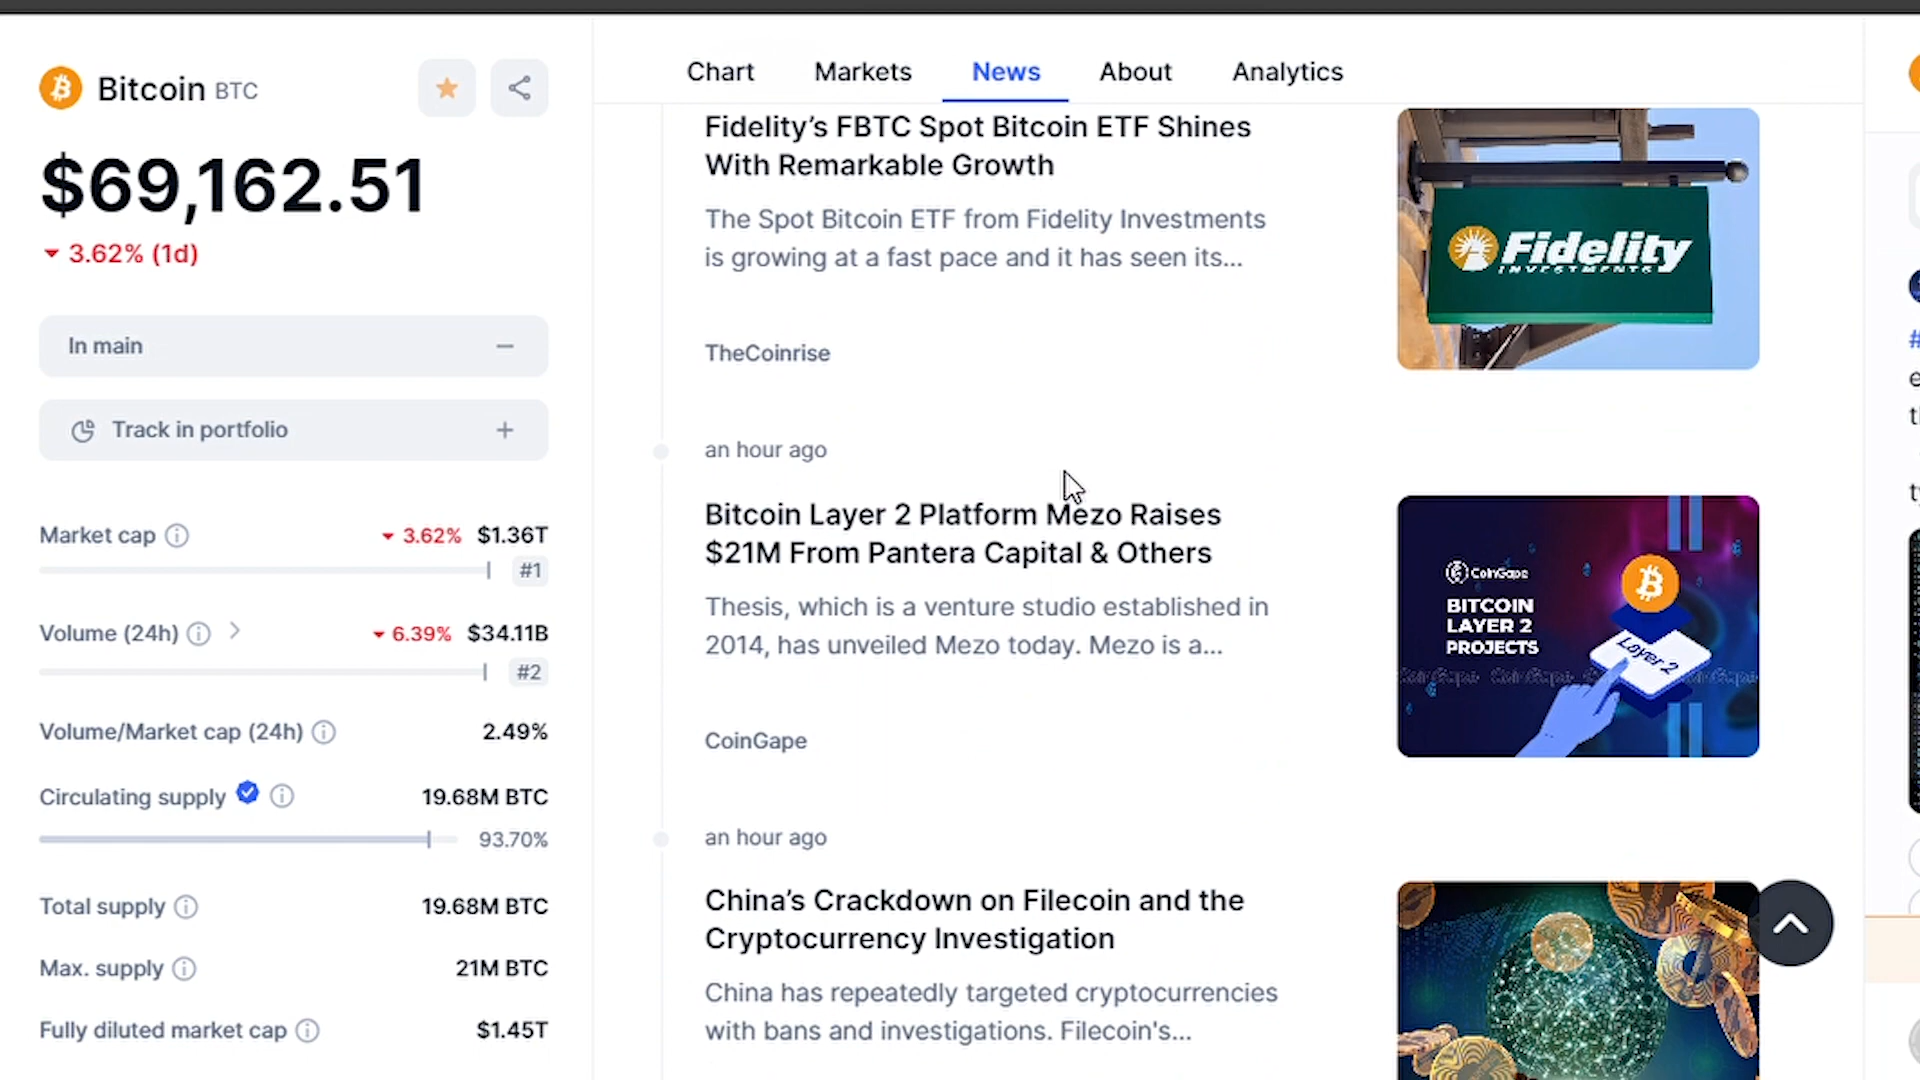 Bitcoin BTC
$69,162.51
3.62% (1d)
In main
Track in portfolio
Market cap 3.62% $1.36T
#1
Volume (24h) 6.39% $34.11B
#2
Volume/Market cap (24h) 2.49%
Circulating supply 19.68M BTC
93.70%
Total supply 19.68M BTC
Max. supply 21M BTC
Fully diluted market cap $1.45T
Chart Markets News About Analytics
Fidelity’s FBTC Spot Bitcoin ETF Shines
With Remarkable Growth
The Spot Bitcoin ETF from Fidelity Investments
is growing at a fast pace and it has seen its...
TheCoinrise
Fidelity
INVESTMENTS
an hour ago
Bitcoin Layer 2 Platform Mezo Raises
$21M From Pantera Capital & Others
Thesis, which is a venture studio established in
2014, has unveiled Mezo today. Mezo is a...
CoinGape
CoinGape
BITCOIN
LAYER 2
PROJECTS
Layer 2
CoinGape CoinGape CoinGape CoinGape
an hour ago
China’s Crackdown on Filecoin and the
Cryptocurrency Investigation
China has repeatedly targeted cryptocurrencies
with bans and investigations. Filecoin's...